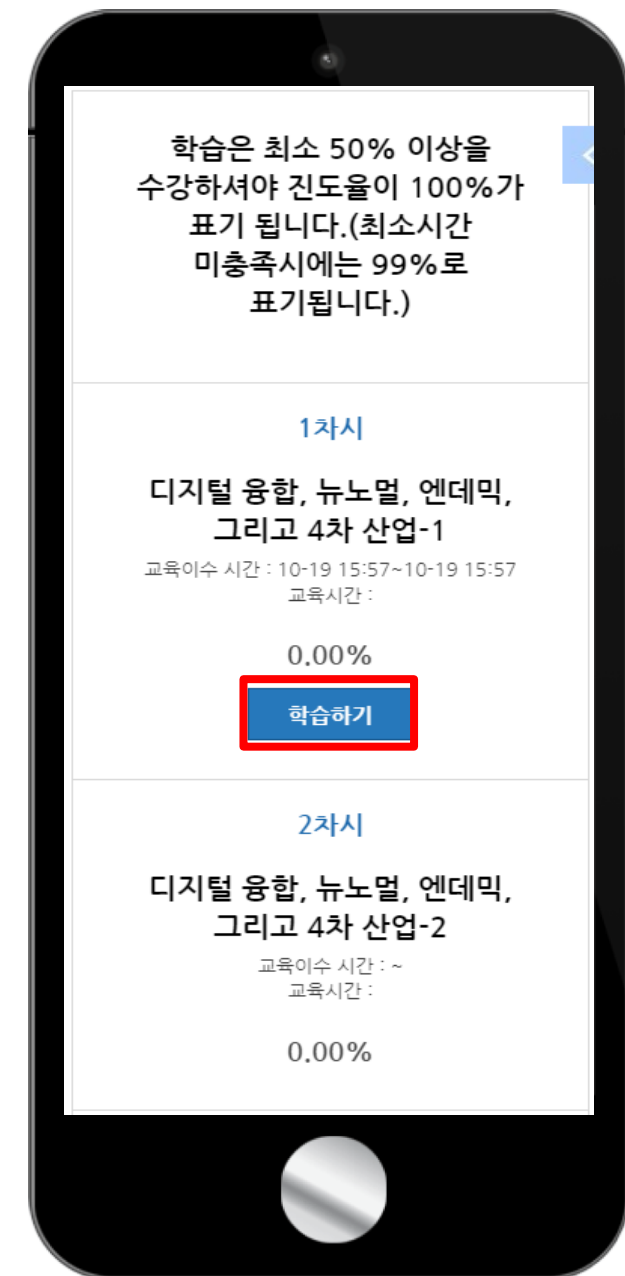 학습은 최소 50% 이상을
수강하셔야 진도율이 100%가
표기 됩니다.(최소시간
미충족시에는 99%로
표기됩니다.)
1차시
디지털 융합, 뉴노멀, 엔데믹,
그리고 4차 산업-1
교육이수 시간 : 10-19 15:57~10-19 15:57
교육시간 :
0.00%
학습하기
2차시
디지털 융합, 뉴노멀, 엔데믹,
그리고 4차 산업-2
교육이수 시간 : ~
교육시간 :
0.00%